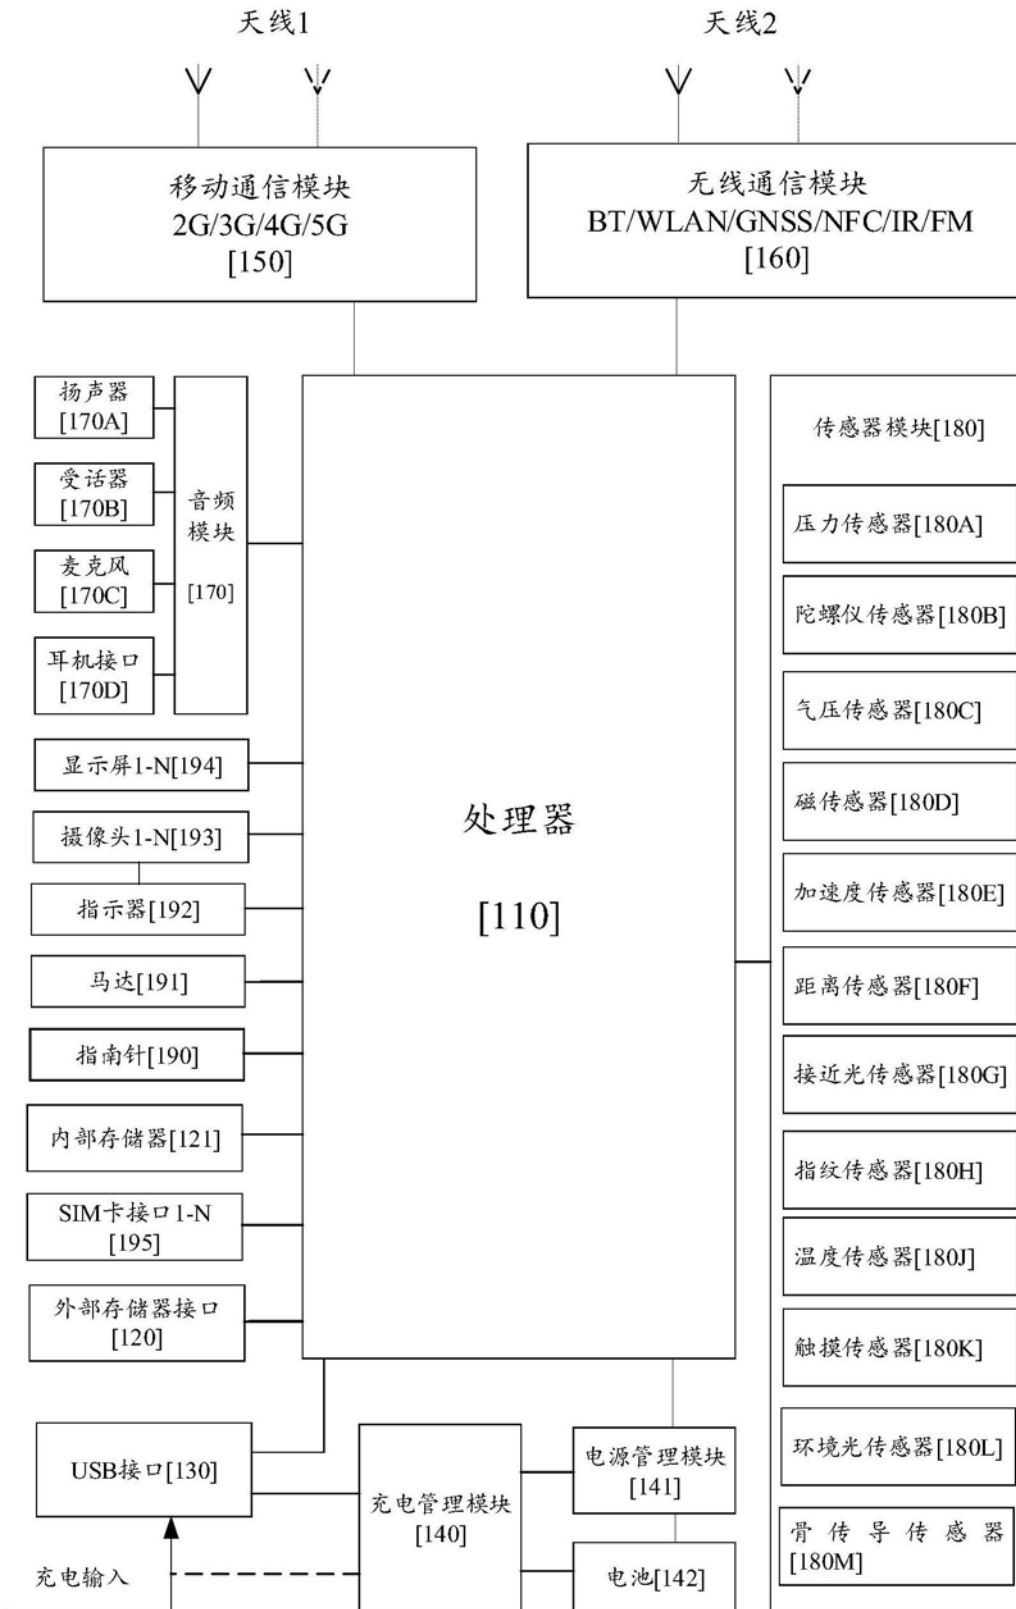 天线1
天线2
移动通信模块
2G/3G/4G/5G
[150]
无线通信模块
BT/WLAN/GNSS/NFC/IR/FM
[160]
扬声器
[170A]
受话器
[170B]
麦克风
[170C]
耳机接口
[170D]
音频
模块
[170]
显示屏1-N[194]
摄像头1-N[193]
指示器[192]
马达[191]
指南针[190]
内部存储器[121]
SIM卡接口1-N
[195]
外部存储器接口
[120]
处理器
[110]
传感器模块[180]
压力传感器[180A]
陀螺仪传感器[180B]
气压传感器[180C]
磁传感器[180D]
加速度传感器[180E]
距离传感器[180F]
接近光传感器[180G]
指纹传感器[180H]
温度传感器[180J]
触摸传感器[180K]
环境光传感器[180L]
骨传导传感器
[180M]
USB接口[130]
充电管理模块
[140]
电源管理模块
[141]
电池[142]
充电输入